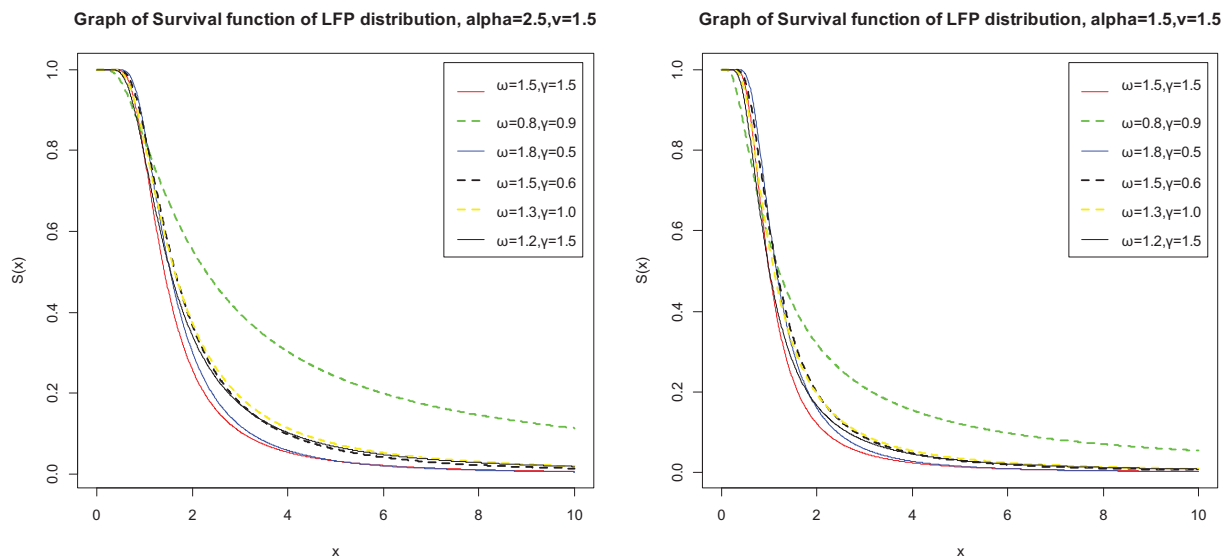 Graph of Survival function of LFP distribution, alpha=2.5,v=1.5
S(x)
1.0
0.8
0.6
0.4
0.2
0.0
ω=1.5,γ=1.5
ω=0.8,γ=0.9
ω=1.8,γ=0.5
ω=1.5,γ=0.6
ω=1.3,γ=1.0
ω=1.2,γ=1.5
0 2 4 6 8 10
x
Graph of Survival function of LFP distribution, alpha=1.5,v=1.5
S(x)
1.0
0.8
0.6
0.4
0.2
0.0
ω=1.5,γ=1.5
ω=0.8,γ=0.9
ω=1.8,γ=0.5
ω=1.5,γ=0.6
ω=1.3,γ=1.0
ω=1.2,γ=1.5
0 2 4 6 8 10
x